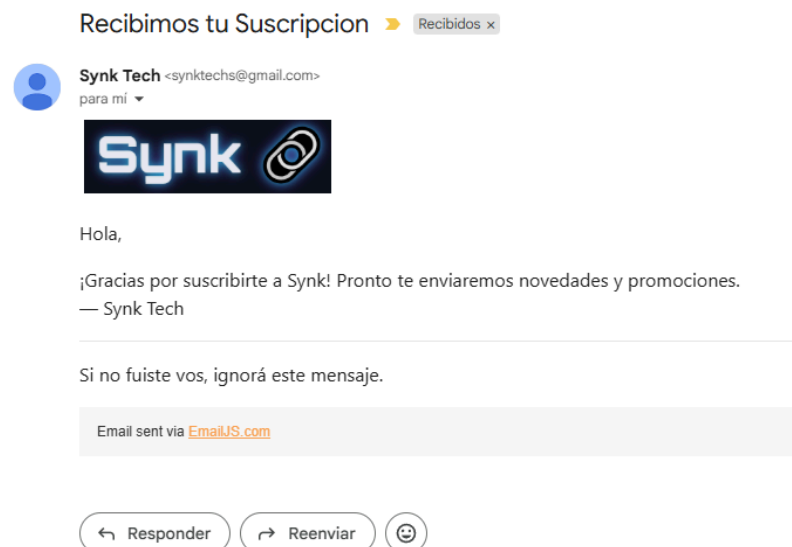 Recibimos tu Suscripcion Recibidos ×
Synk Tech <synktechs@gmail.com>
para mí
Synk
Hola,
¡Gracias por suscribirte a Synk! Pronto te enviaremos novedades y promociones.
— Synk Tech
Si no fuiste vos, ignorá este mensaje.
Email sent via EmailJS.com
Responder Reenviar